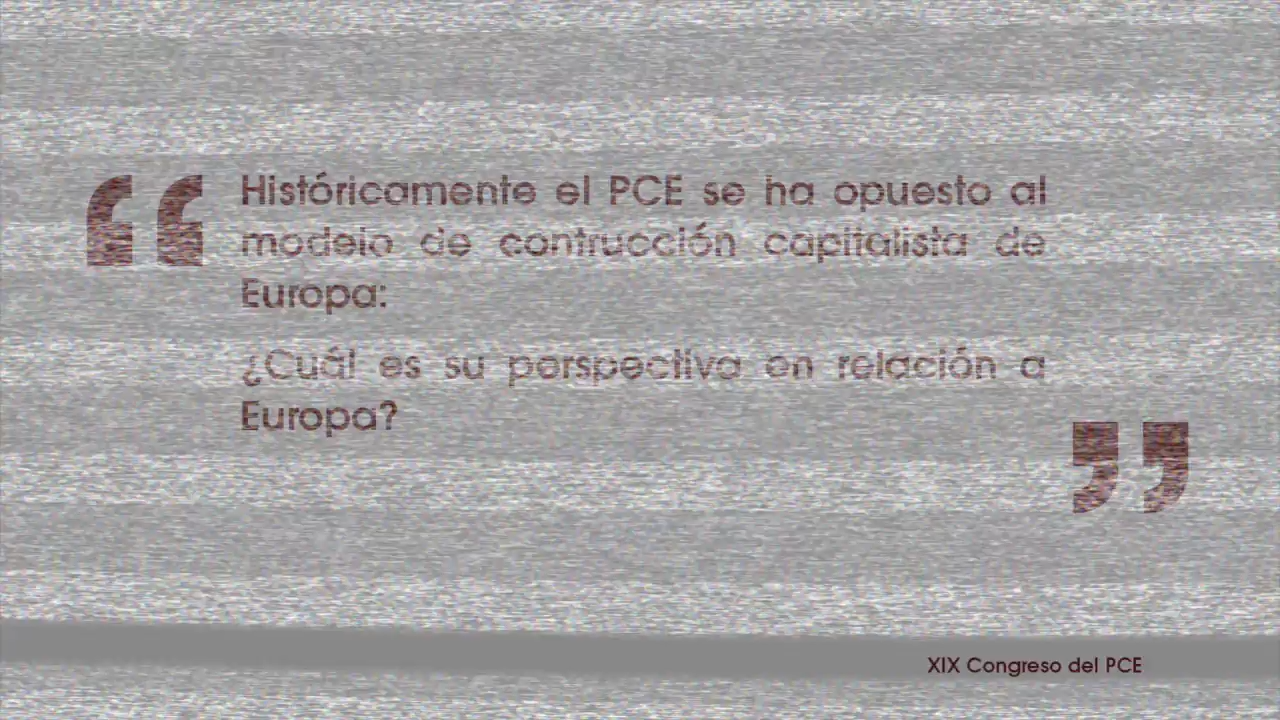 “ Históricamente el PCE se ha opuesto al
modelo de contrucción capitalista de
Europa:
¿Cuál es su perspectiva en relación a
Europa? ”
XIX Congreso del PCE